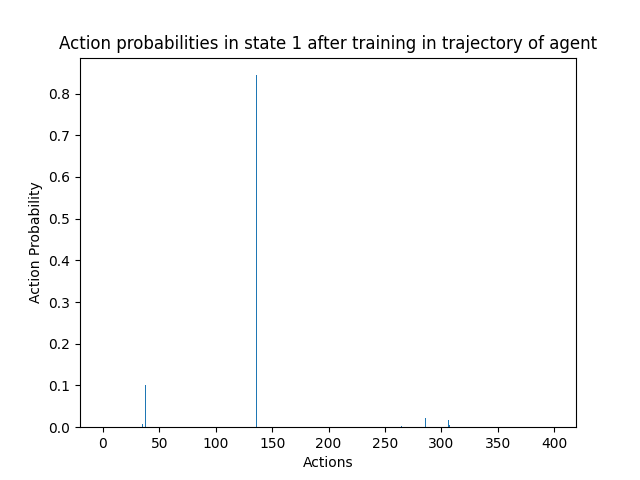 Action probabilities in state 1 after training in trajectory of agent
0.8
0.7
0.6
0.5
0.4
0.3
0.2
0.1
0.0
Action Probability
0 50 100 150 200 250 300 350 400
Actions